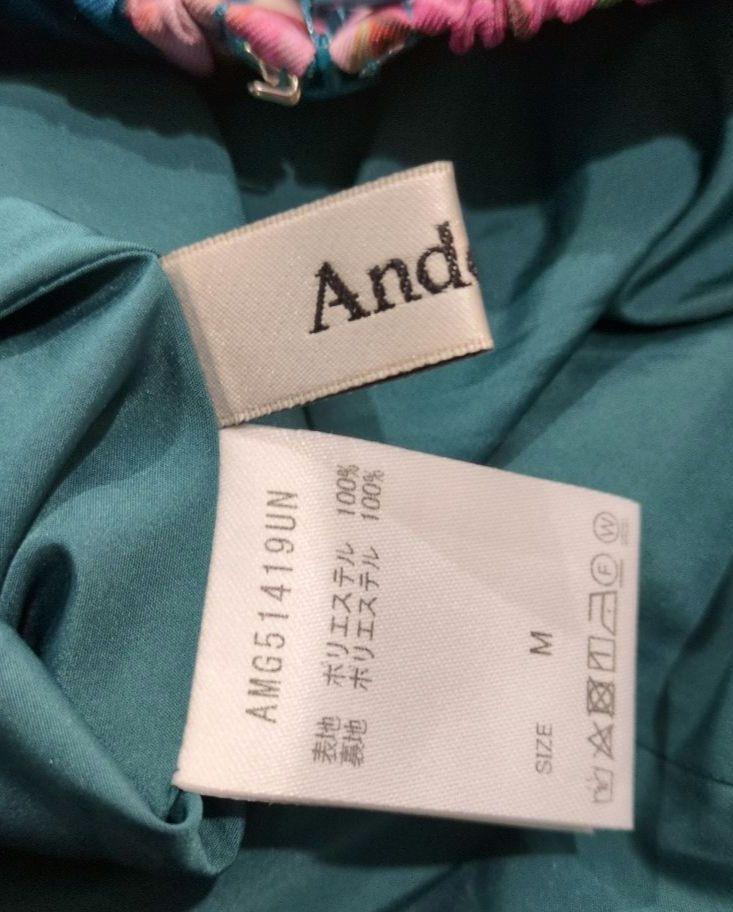 And
AMG51419UN
表地 ポリエステル 100%
裏地 ポリエステル 100%
SIZE M
F W